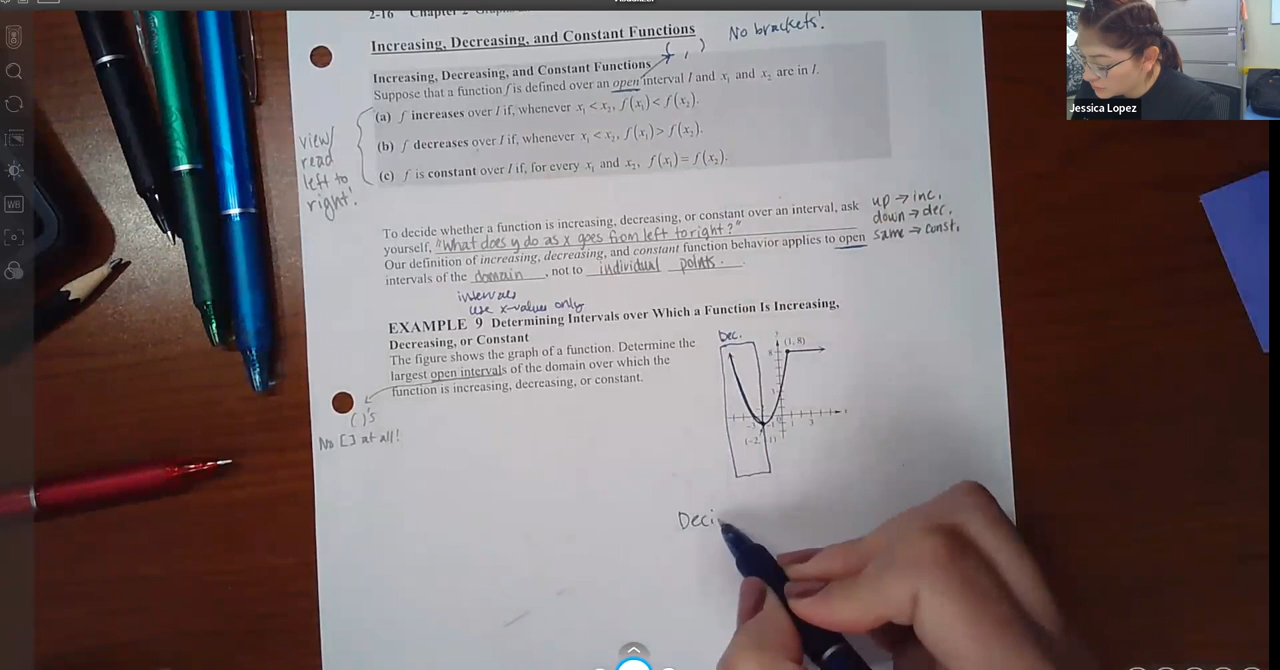 2-16 Chapter 2
Increasing, Decreasing, and Constant Functions
( , )
No brackets!
Increasing, Decreasing, and Constant Functions
Suppose that a function f is defined over an open interval I and x₁ and x₂ are in I.
(a) f increases over I if, whenever x₁ < x₂, f(x₁) < f(x₂).
(b) f decreases over I if, whenever x₁ < x₂, f(x₁) > f(x₂).
(c) f is constant over I if, for every x₁ and x₂, f(x₁) = f(x₂).
view/
read
left to
right!
To decide whether a function is increasing, decreasing, or constant over an interval, ask
yourself, "What does y do as x goes from left to right?"
Our definition of increasing, decreasing, and constant function behavior applies to open
intervals of the domain, not to individual points.
up → inc.
down → dec.
same → const.
intervals
use x-values only
EXAMPLE 9 Determining Intervals over Which a Function Is Increasing,
Decreasing, or Constant
The figure shows the graph of a function. Determine the
largest open intervals of the domain over which the
function is increasing, decreasing, or constant.
( )'s
No [ ] at all!
Dec.
(1, 8)
8
1
3
(-2,
Dec:
Jessica Lopez
WB